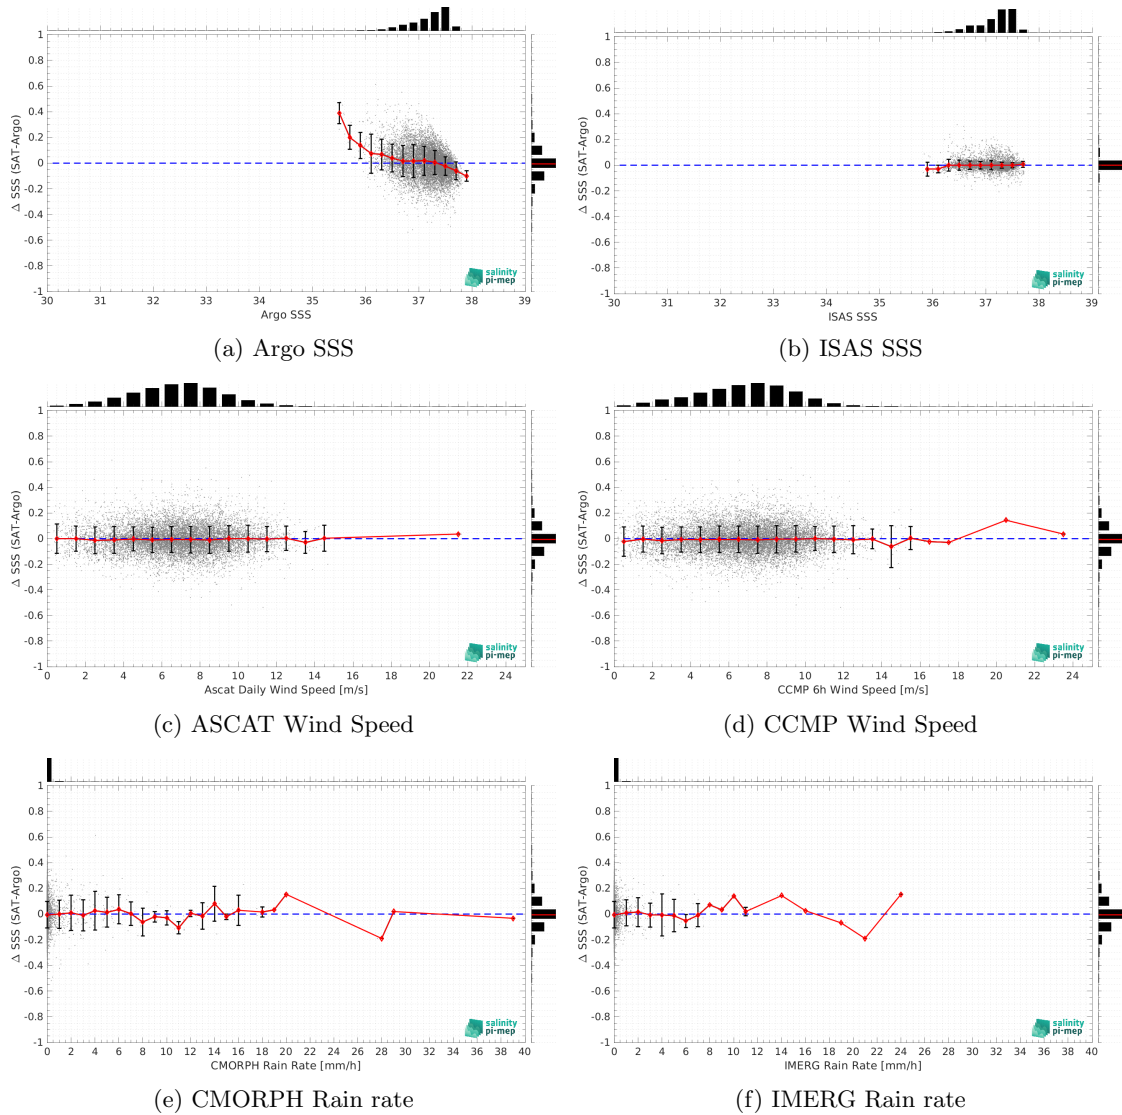 1
0.8
0.6
0.4
0.2
0
-0.2
-0.4
-0.6
-0.8
-1
Δ SSS (SAT-Argo)
30 31 32 33 34 35 36 37 38 39
Argo SSS
salinity
pi-mep
(a) Argo SSS
1
0.8
0.6
0.4
0.2
0
-0.2
-0.4
-0.6
-0.8
-1
Δ SSS (SAT-Argo)
30 31 32 33 34 35 36 37 38 39
ISAS SSS
salinity
pi-mep
(b) ISAS SSS
1
0.8
0.6
0.4
0.2
0
-0.2
-0.4
-0.6
-0.8
-1
Δ SSS (SAT-Argo)
0 2 4 6 8 10 12 14 16 18 20 22 24
Ascat Daily Wind Speed [m/s]
salinity
pi-mep
(c) ASCAT Wind Speed
1
0.8
0.6
0.4
0.2
0
-0.2
-0.4
-0.6
-0.8
-1
Δ SSS (SAT-Argo)
0 2 4 6 8 10 12 14 16 18 20 22 24
CCMP 6h Wind Speed [m/s]
salinity
pi-mep
(d) CCMP Wind Speed
1
0.8
0.6
0.4
0.2
0
-0.2
-0.4
-0.6
-0.8
-1
Δ SSS (SAT-Argo)
0 2 4 6 8 10 12 14 16 18 20 22 24 26 28 30 32 34 36 38 40
CMORPH Rain Rate [mm/h]
salinity
pi-mep
(e) CMORPH Rain rate
1
0.8
0.6
0.4
0.2
0
-0.2
-0.4
-0.6
-0.8
-1
Δ SSS (SAT-Argo)
0 2 4 6 8 10 12 14 16 18 20 22 24 26 28 30 32 34 36 38 40
IMERG Rain Rate [mm/h]
salinity
pi-mep
(f) IMERG Rain rate